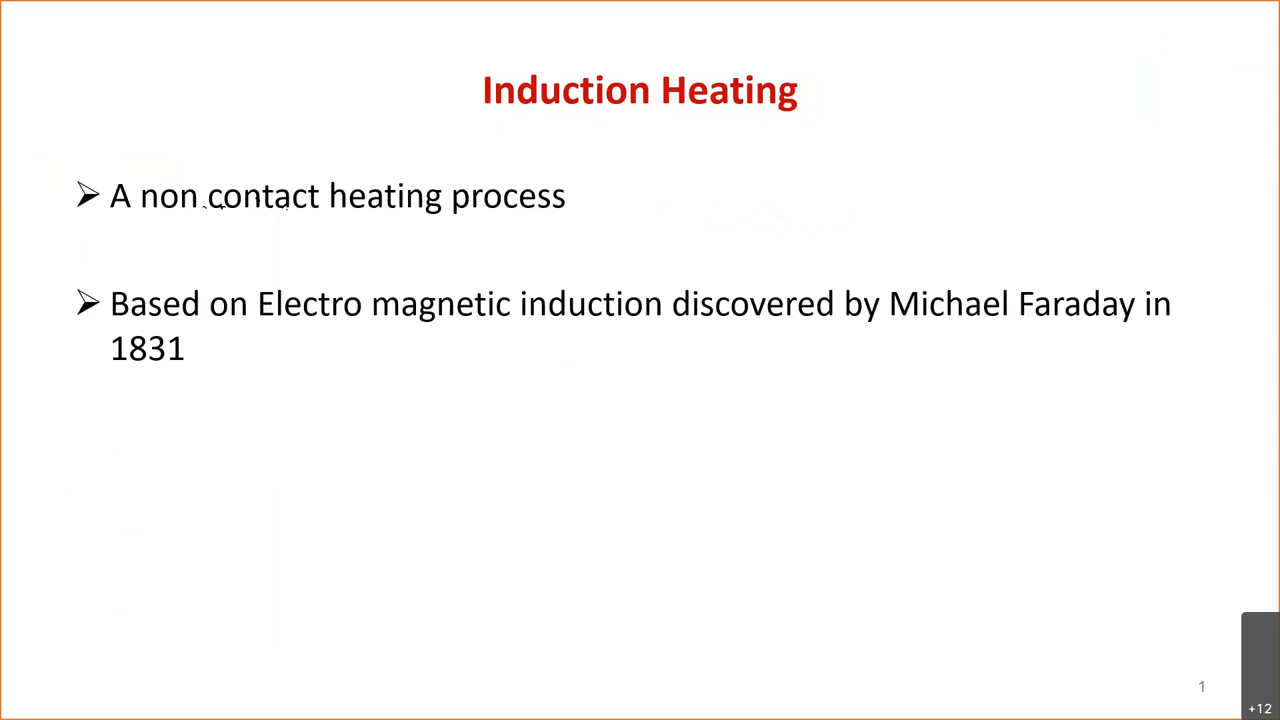 Induction Heating
➢ A non contact heating process
➢ Based on Electro magnetic induction discovered by Michael Faraday in
1831
1
+12